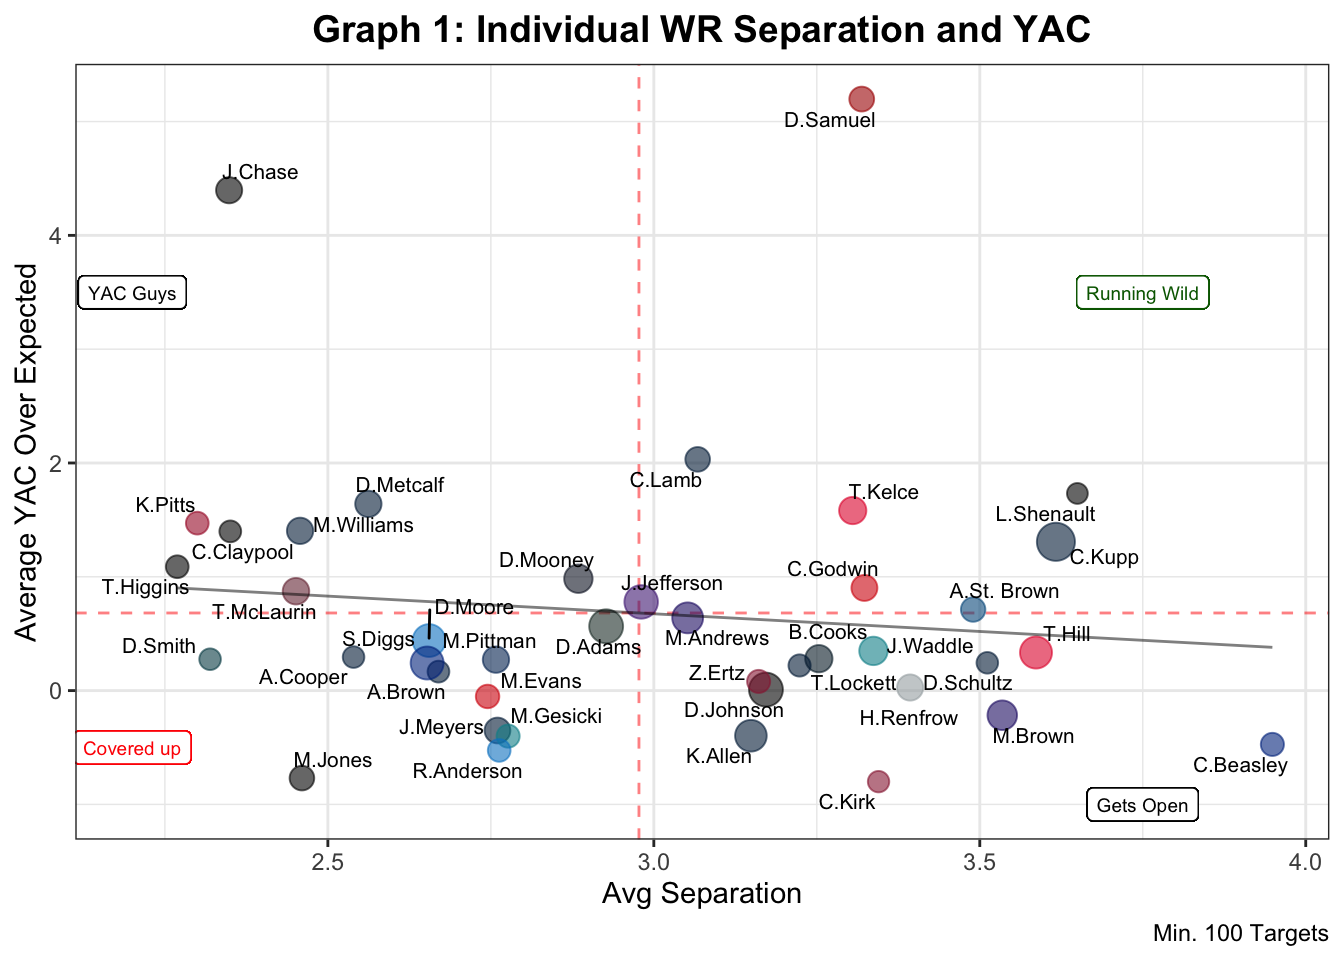 Graph 1: Individual WR Separation and YAC
D.Samuel
J.Chase
4
YAC Guys
Running Wild
Average YAC Over Expected
2
C.Lamb
D.Metcalf
T.Kelce
K.Pitts
M.Williams
L.Shenault
C.Claypool
C.Kupp
D.Mooney
C.Godwin
T.Higgins
J.Jefferson
A.St. Brown
T.McLaurin
D.Moore
S.Diggs
M.Pittman
D.Adams
M.Andrews
B.Cooks
T.Hill
D.Smith
J.Waddle
A.Cooper
Z.Ertz
T.Lockett
D.Schultz
A.Brown
M.Evans
0
D.Johnson
H.Renfrow
M.Gesicki
J.Meyers
M.Brown
Covered up
K.Allen
M.Jones
R.Anderson
C.Beasley
C.Kirk
Gets Open
2.5
3.0
3.5
4.0
Avg Separation
Min. 100 Targets